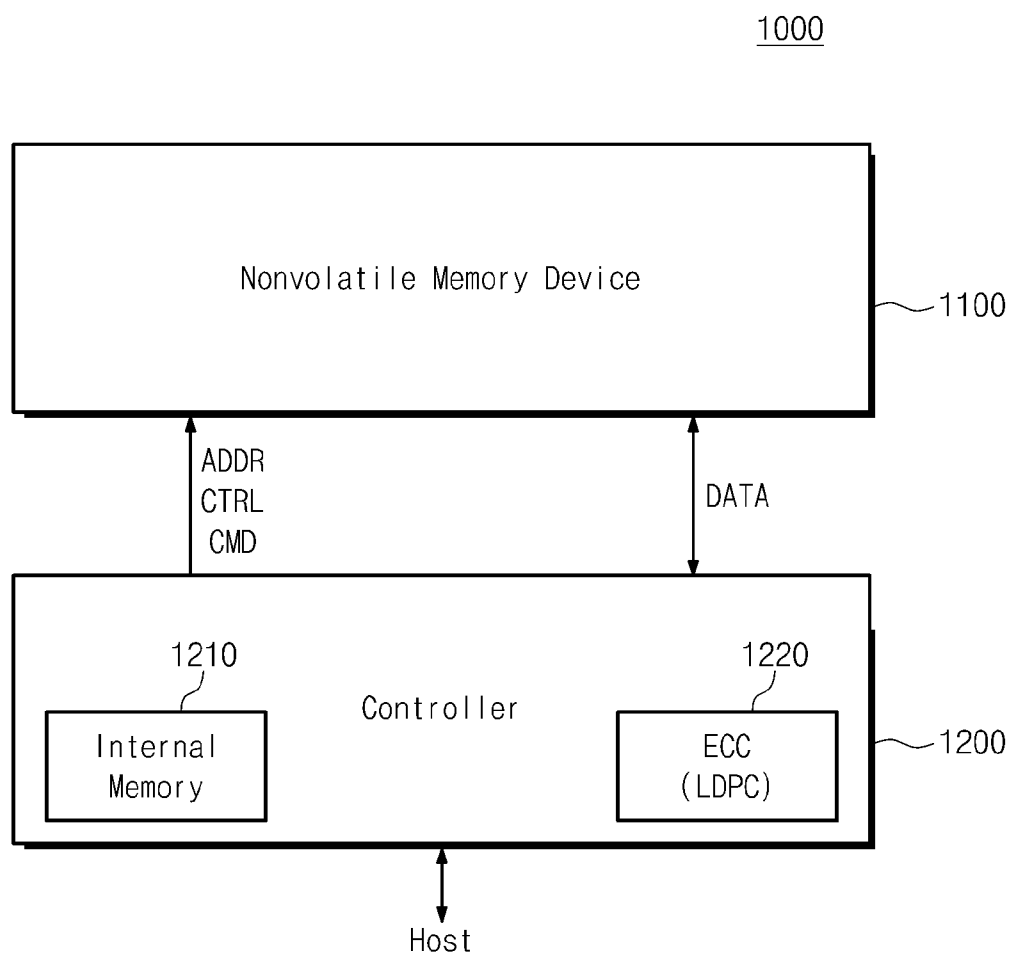 1000
Nonvolatile Memory Device
1100
ADDR
CTRL
CMD
DATA
1210
1220
Controller
Internal
Memory
ECC
(LDPC)
1200
Host